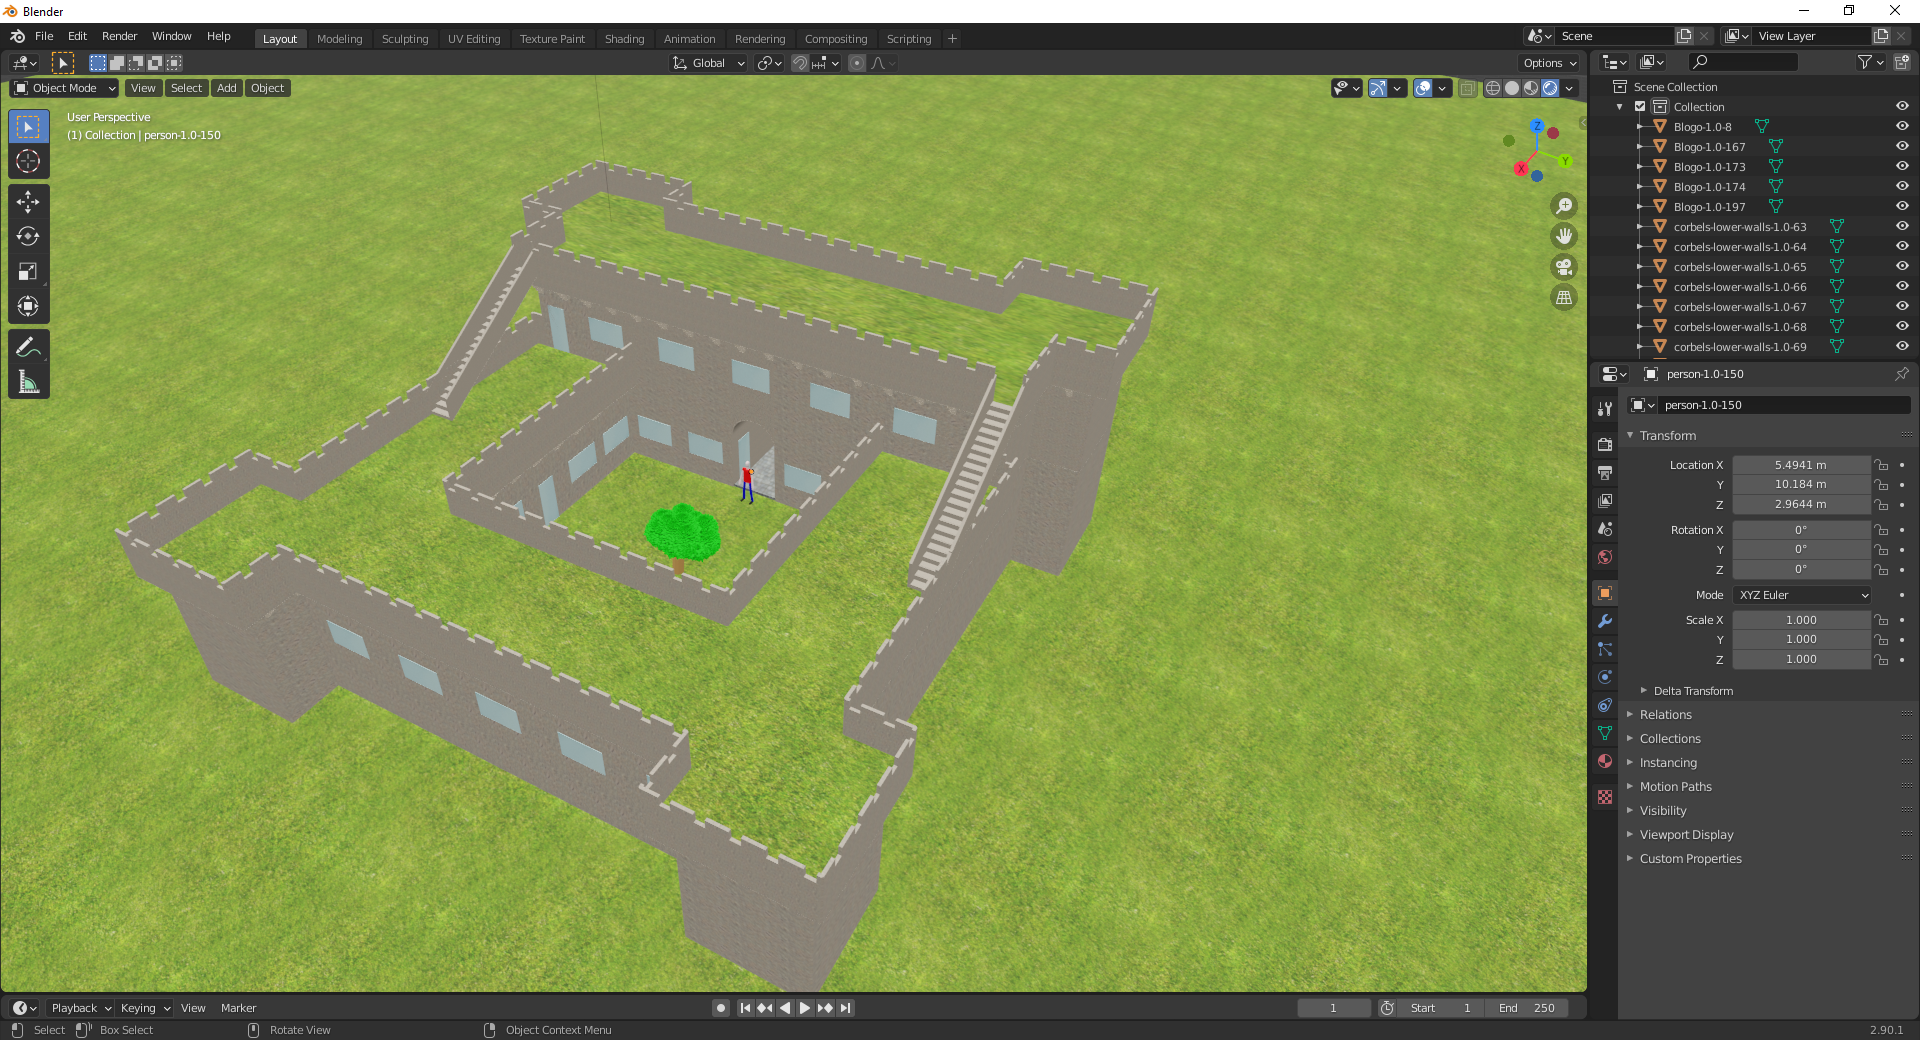 Blender
File Edit Render Window Help
Layout Modeling Sculpting UV Editing Texture Paint Shading Animation Rendering Compositing Scripting +
Scene
View Layer
Global
Options
Object Mode View Select Add Object
User Perspective
(1) Collection | person-1.0-150
Z
Y
X
Scene Collection
Collection
Blogo-1.0-8
Blogo-1.0-167
Blogo-1.0-173
Blogo-1.0-174
Blogo-1.0-197
corbels-lower-walls-1.0-63
corbels-lower-walls-1.0-64
corbels-lower-walls-1.0-65
corbels-lower-walls-1.0-66
corbels-lower-walls-1.0-67
corbels-lower-walls-1.0-68
corbels-lower-walls-1.0-69
person-1.0-150
person-1.0-150
Transform
Location X 5.4941 m
Y 10.184 m
Z 2.9644 m
Rotation X 0°
Y 0°
Z 0°
Mode XYZ Euler
Scale X 1.000
Y 1.000
Z 1.000
Delta Transform
Relations
Collections
Instancing
Motion Paths
Visibility
Viewport Display
Custom Properties
Playback Keying View Marker
1
Start 1
End 250
Select Box Select Rotate View Object Context Menu
2.90.1